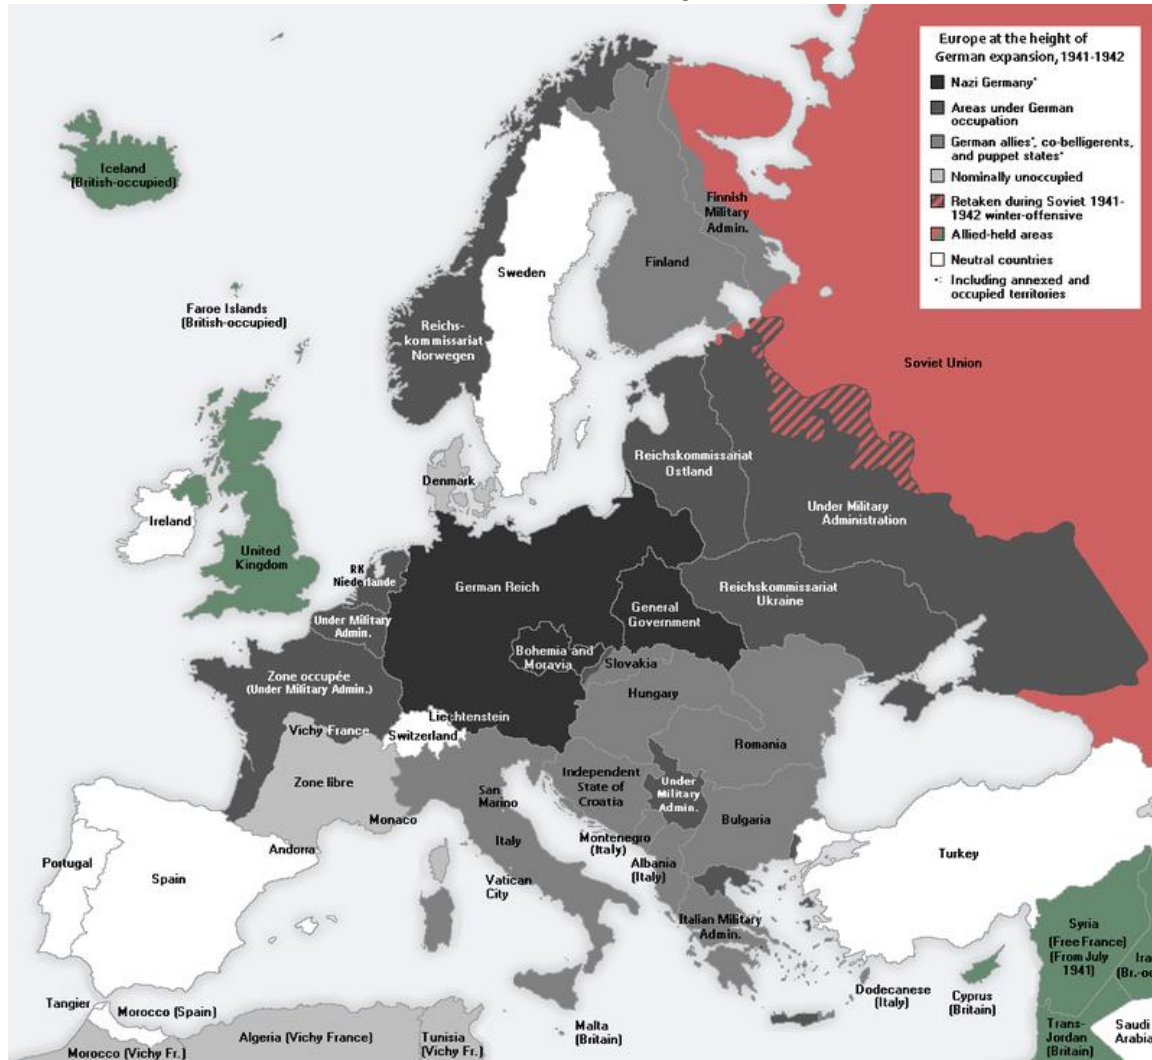 Europe at the height of
German expansion, 1941-1942
Nazi Germany*
Areas under German
occupation
German allies*, co-belligerents,
and puppet states*
Nominally unoccupied
Retaken during Soviet 1941-
1942 winter-offensive
Allied-held areas
Neutral countries
*: Including annexed and
occupied territories
Iceland
(British-occupied)
Faroe Islands
(British-occupied)
Sweden
Finnish
Military
Admin.
Finland
Reichs-
kommissariat
Norwegen
Soviet Union
Denmark
Reichskommissariat
Ostland
Under Military
Administration
Ireland
United
Kingdom
RK
Niederlande
German Reich
Reichskommissariat
Ukraine
General
Government
Under Military
Admin.
Bohemia and
Moravia
Slovakia
Zone occupée
(Under Military Admin.)
Hungary
Liechtenstein
Switzerland
Vichy France
Romania
Zone libre
Independent
State of
Croatia
Under
Military
Admin.
San
Marino
Monaco
Bulgaria
Italy
Montenegro
(Italy)
Andorra
Portugal
Spain
Albania
(Italy)
Turkey
Vatican
City
Italian Military
Admin.
Syria
(Free France)
(From July
1941)
Ira
(Br.-oc
Tangier
Morocco (Spain)
Dodecanese
(Italy)
Cyprus
(Britain)
Malta
(Britain)
Algeria (Vichy France)
Tunisia
(Vichy Fr.)
Morocco (Vichy Fr.)
Trans-
Jordan
(Britain)
Saudi
Arabia